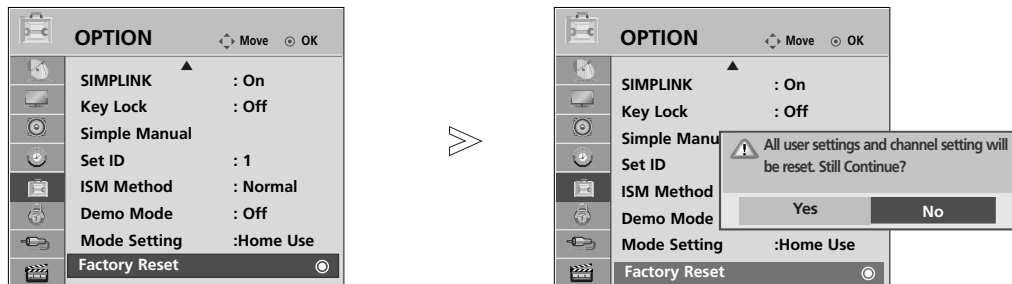 OPTION Move OK
SIMPLINK : On
Key Lock : Off
Simple Manual
Set ID : 1
ISM Method : Normal
Demo Mode : Off
Mode Setting :Home Use
Factory Reset
OPTION Move OK
SIMPLINK : On
Key Lock : Off
Simple Manu
Set ID
ISM Method
Demo Mode
Mode Setting :Home Use
Factory Reset
All user settings and channel setting will
be reset. Still Continue?
Yes No